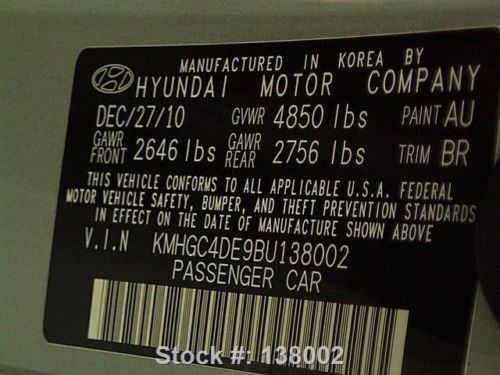 MANUFACTURED IN KOREA BY
HYUNDAI MOTOR COMPANY
DEC/27/10 GVWR 4850 lbs PAINT AU
GAWR FRONT 2646 lbs GAWR REAR 2756 lbs TRIM BR
THIS VEHICLE CONFORMS TO ALL APPLICABLE U.S.A. FEDERAL
MOTOR VEHICLE SAFETY, BUMPER, AND THEFT PREVENTION STANDARDS
IN EFFECT ON THE DATE OF MANUFACTURE SHOWN ABOVE.
V.I.N KMHGC4DE9BU138002
PASSENGER CAR
Stock #: 138002